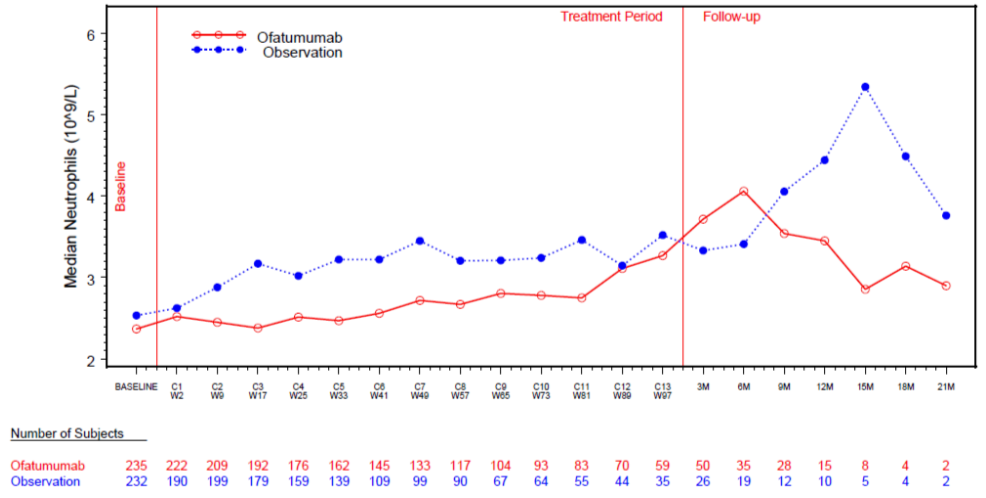 Treatment Period Follow-up
Ofatumumab
Observation
Median Neutrophils (10^9/L)
6
5
4
3
2
Baseline
BASELINE C1 C2 C3 C4 C5 C6 C7 C8 C9 C10 C11 C12 C13 3M 6M 9M 12M 15M 18M 21M
W2 W9 W17 W25 W33 W41 W49 W57 W65 W73 W81 W89 W97
Number of Subjects
Ofatumumab 235 222 209 192 176 162 145 133 117 104 93 83 70 59 50 35 28 15 8 4 2
Observation 232 190 199 179 159 139 109 99 90 67 64 55 44 35 26 19 12 10 5 4 2